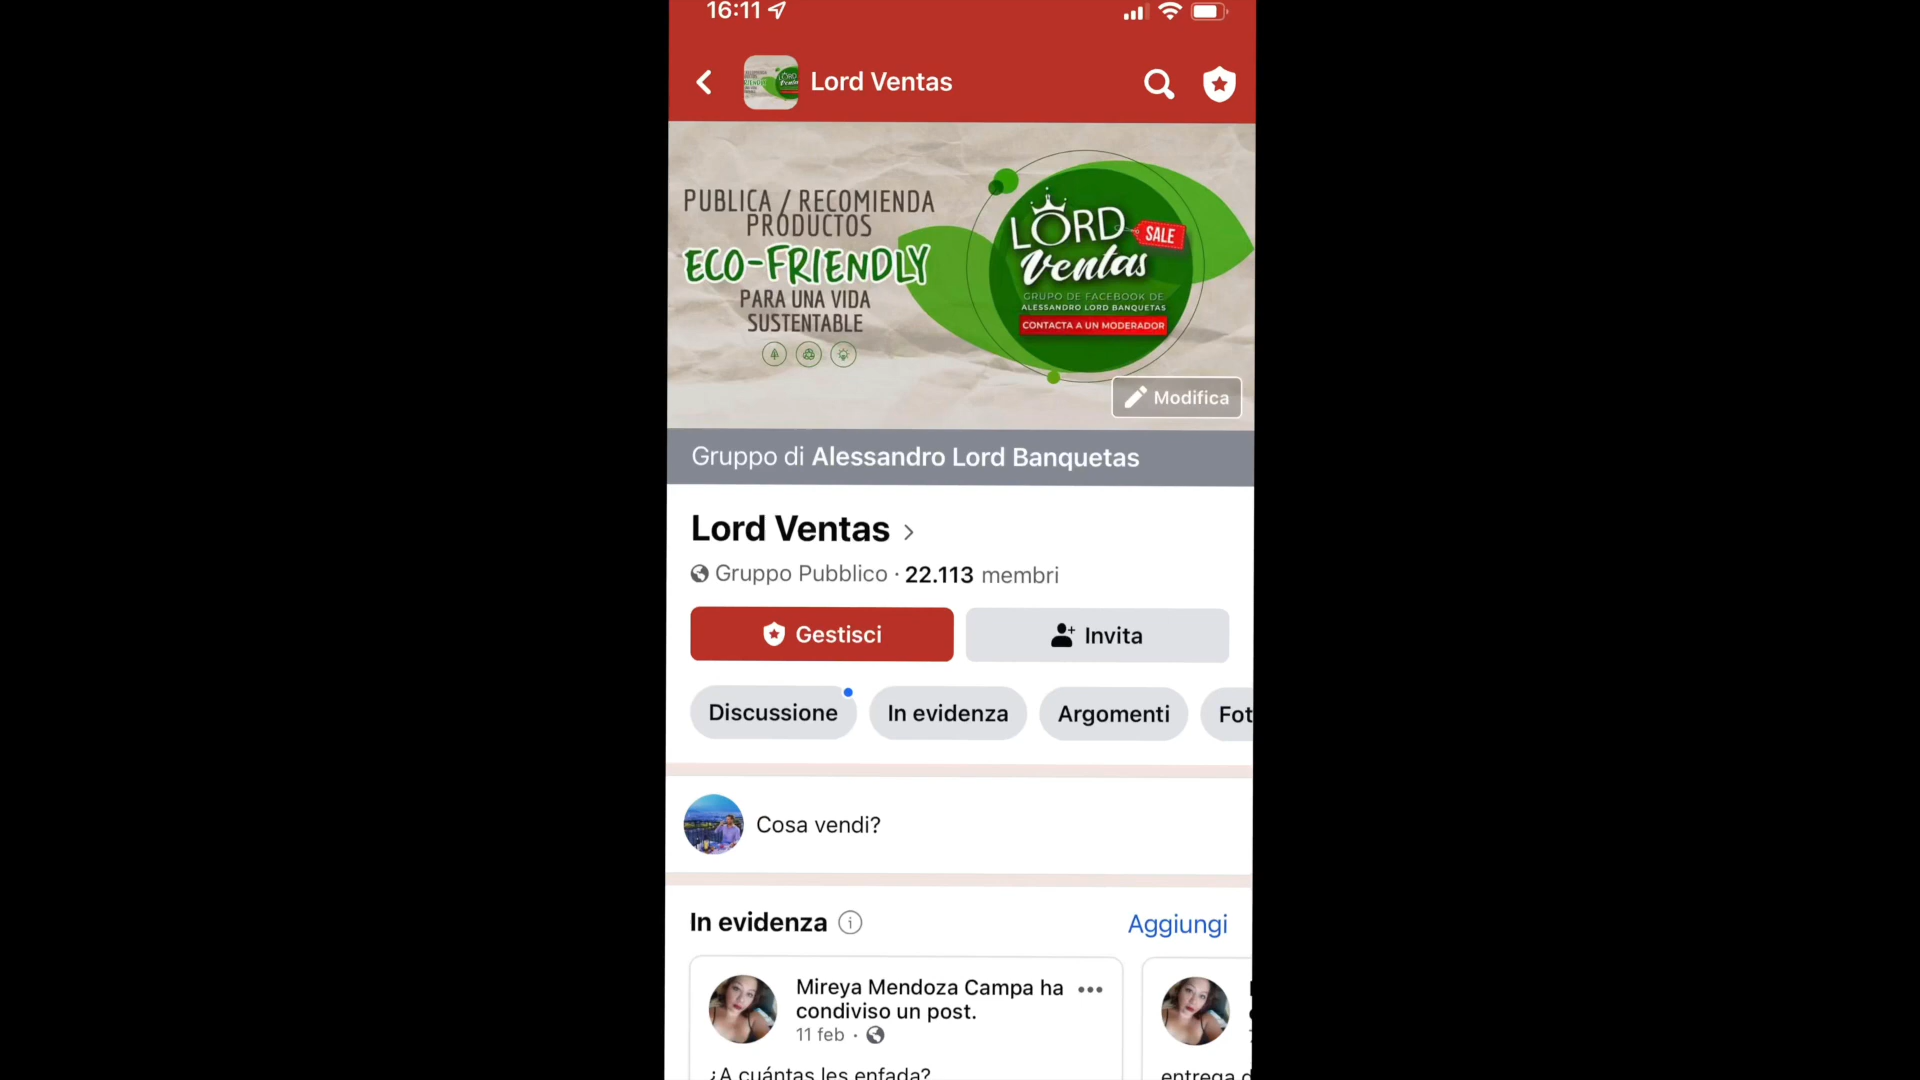 16:11
Lord Ventas
PUBLICA / RECOMIENDA
PRODUCTOS
ECO-FRIENDLY
PARA UNA VIDA
SUSTENTABLE
LORD
SALE
Ventas
GRUPO DE FACEBOOK DE
ALESSANDRO LORD BANQUETAS
CONTACTA A UN MODERADOR
Modifica
Gruppo di Alessandro Lord Banquetas
Lord Ventas
Gruppo Pubblico · 22.113 membri
Gestisci
Invita
Discussione
In evidenza
Argomenti
Fot
Cosa vendi?
In evidenza
Aggiungi
Mireya Mendoza Campa ha
condiviso un post.
11 feb ·
¿A cuántas les enfada?
entrega d